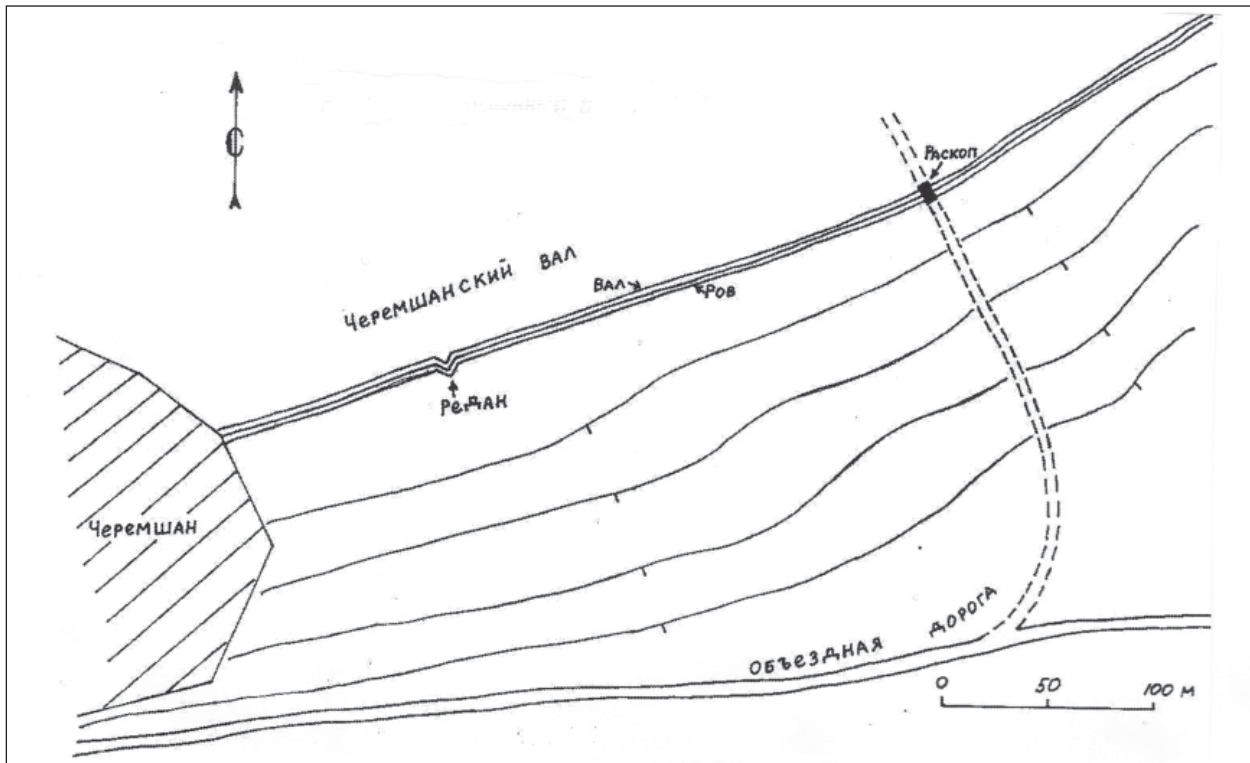 С
РАСКОП
ЧЕРЕМШАНСКИЙ ВАЛ
ВАЛ
РОВ
РЕДАН
ЧЕРЕМШАН
ОБЪЕЗДНАЯ ДОРОГА
0 50 100 М